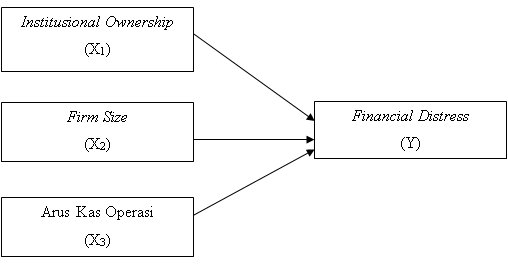 Institusional Ownership
(X1)
Firm Size
(X2)
Financial Distress
(Y)
Arus Kas Operasi
(X3)